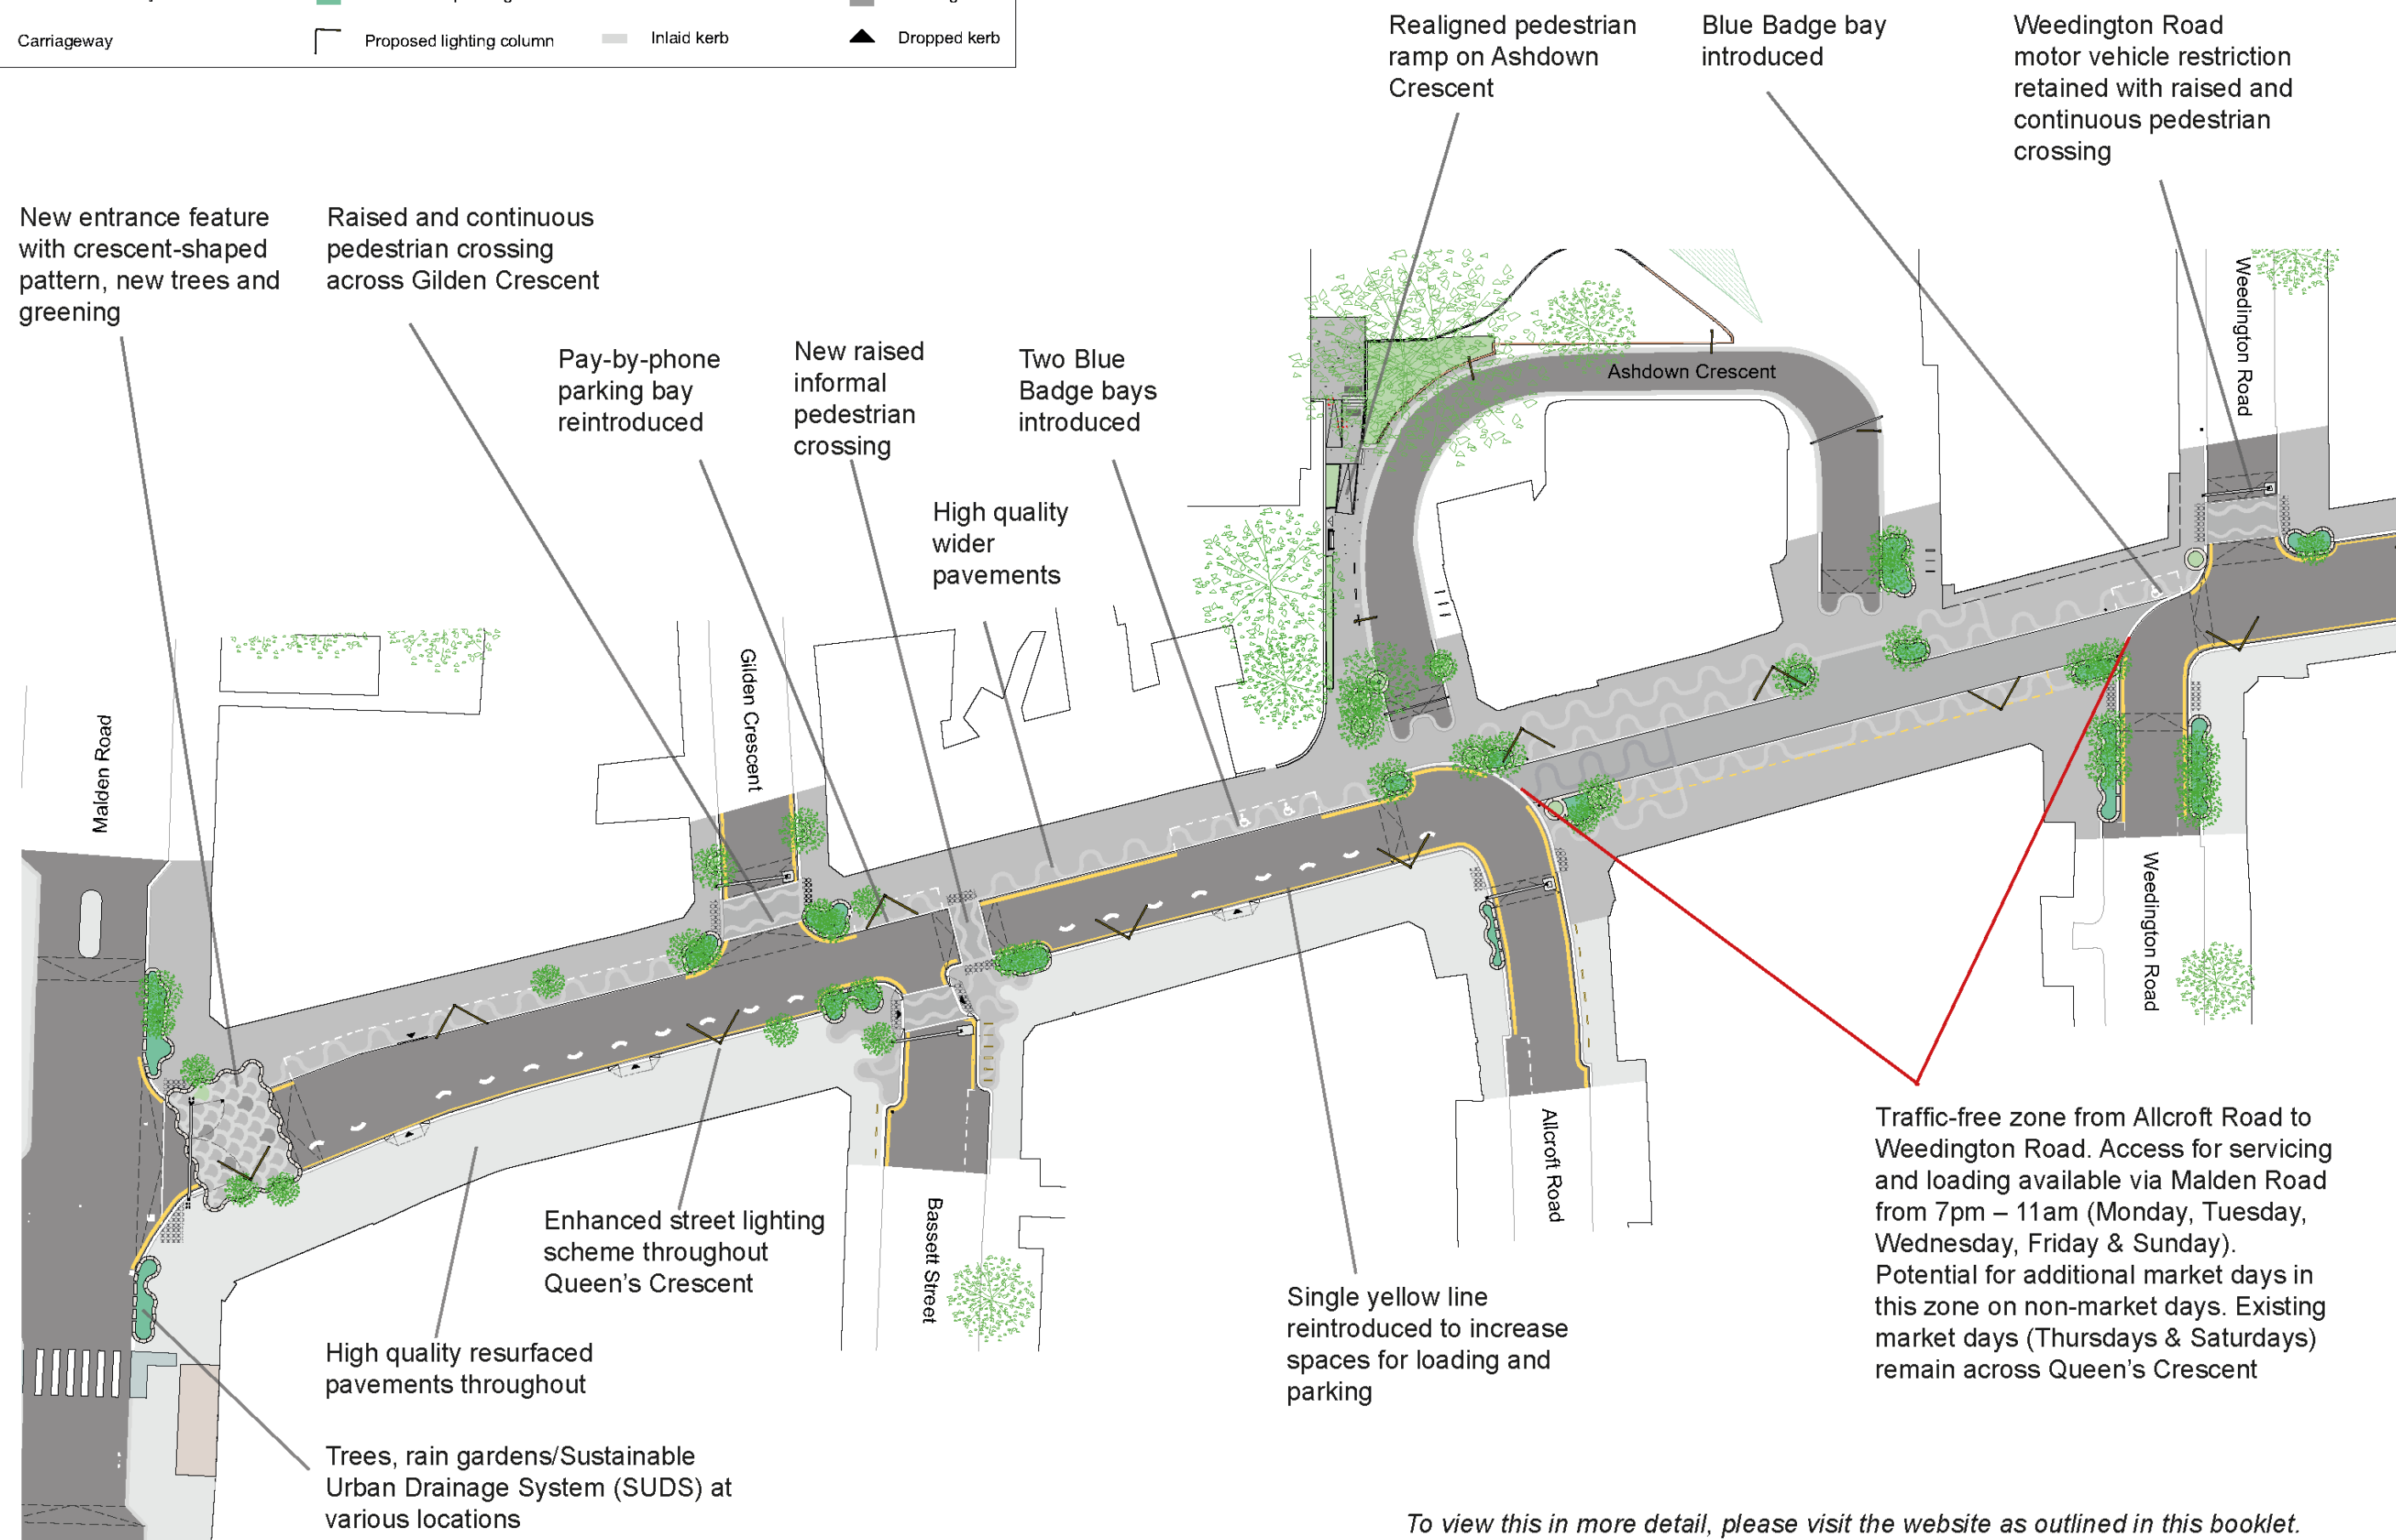 Carriageway
Proposed lighting column
Inlaid kerb
Dropped kerb
Realigned pedestrian
ramp on Ashdown
Crescent
Blue Badge bay
introduced
Weedington Road
motor vehicle restriction
retained with raised and
continuous pedestrian
crossing
New entrance feature
with crescent-shaped
pattern, new trees and
greening
Raised and continuous
pedestrian crossing
across Gilden Crescent
Pay-by-phone
parking bay
reintroduced
New raised
informal
pedestrian
crossing
Two Blue
Badge bays
introduced
High quality
wider
pavements
Ashdown Crescent
Weedington Road
Gilden Crescent
Malden Road
Weedington Road
Allcroft Road
Bassett Street
Traffic-free zone from Allcroft Road to
Weedington Road. Access for servicing
and loading available via Malden Road
from 7pm – 11am (Monday, Tuesday,
Wednesday, Friday & Sunday).
Potential for additional market days in
this zone on non-market days. Existing
market days (Thursdays & Saturdays)
remain across Queen’s Crescent
Enhanced street lighting
scheme throughout
Queen’s Crescent
Single yellow line
reintroduced to increase
spaces for loading and
parking
High quality resurfaced
pavements throughout
Trees, rain gardens/Sustainable
Urban Drainage System (SUDS) at
various locations
To view this in more detail, please visit the website as outlined in this booklet.